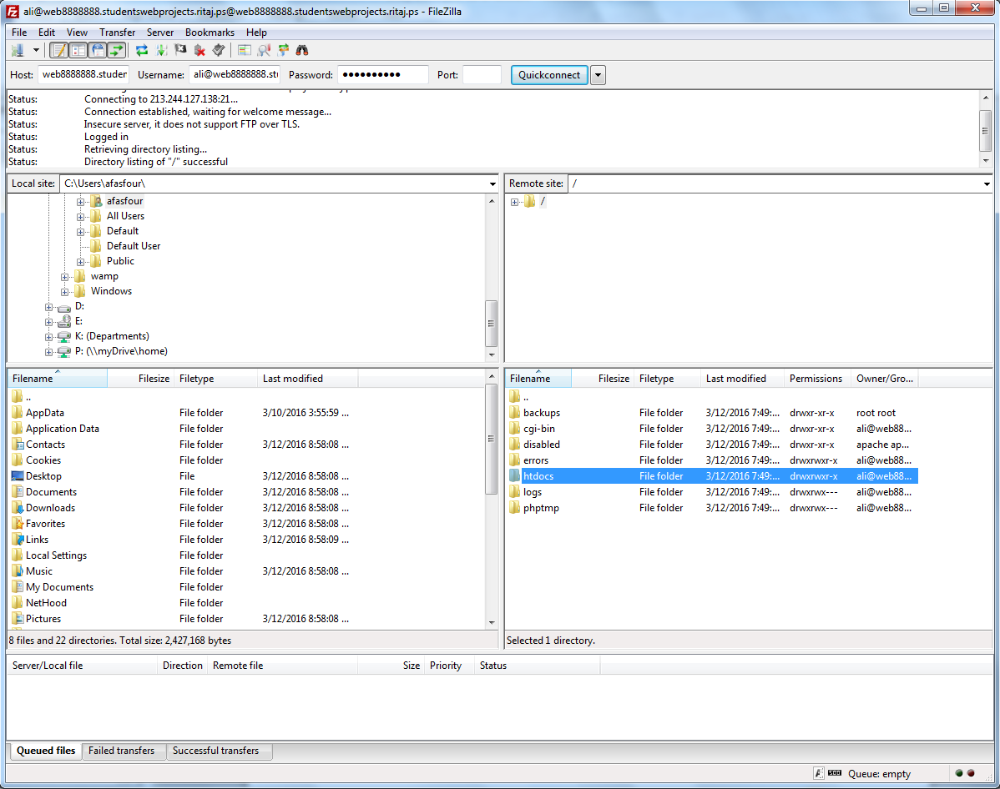 ali@web8888888.studentswebprojects.ritaj.ps@web8888888.studentswebprojects.ritaj.ps - FileZilla
File Edit View Transfer Server Bookmarks Help
Host: web8888888.studen Username: ali@web8888888.stu Password: ●●●●●●●●●● Port: Quickconnect
Status: Connecting to 213.244.127.138:21...
Status: Connection established, waiting for welcome message...
Status: Insecure server, it does not support FTP over TLS.
Status: Logged in
Status: Retrieving directory listing...
Status: Directory listing of "/" successful
Local site: C:\Users\afasfour\
afasfour
All Users
Default
Default User
Public
wamp
Windows
D:
E:
K: (Departments)
P: (\\myDrive\home)
Remote site: /
/
Filename Filesize Filetype Last modified
..
AppData File folder 3/10/2016 3:55:59 ...
Application Data File folder
Contacts File folder 3/12/2016 8:58:08 ...
Cookies File folder
Desktop File 3/12/2016 8:58:08 ...
Documents File folder 3/12/2016 8:58:08 ...
Downloads File folder 3/12/2016 8:58:08 ...
Favorites File folder 3/12/2016 8:58:08 ...
Links File folder 3/12/2016 8:58:09 ...
Local Settings File folder
Music File folder 3/12/2016 8:58:08 ...
My Documents File folder
NetHood File folder
Pictures File folder 3/12/2016 8:58:08 ...
8 files and 22 directories. Total size: 2,427,168 bytes
Filename Filesize Filetype Last modified Permissions Owner/Gro...
..
backups File folder 3/12/2016 7:49:... drwxr-xr-x root root
cgi-bin File folder 3/12/2016 7:49:... drwxr-xr-x ali@web88...
disabled File folder 3/12/2016 7:49:... drwxr-xr-x apache ap...
errors File folder 3/12/2016 7:49:... drwxrwxr-x ali@web88...
htdocs File folder 3/12/2016 7:49:... drwxrwxr-x ali@web88...
logs File folder 3/12/2016 7:49:... drwxrwx--- ali@web88...
phptmp File folder 3/12/2016 7:49:... drwxrwx--- ali@web88...
Selected 1 directory.
Server/Local file Direction Remote file Size Priority Status
Queued files Failed transfers Successful transfers
Queue: empty